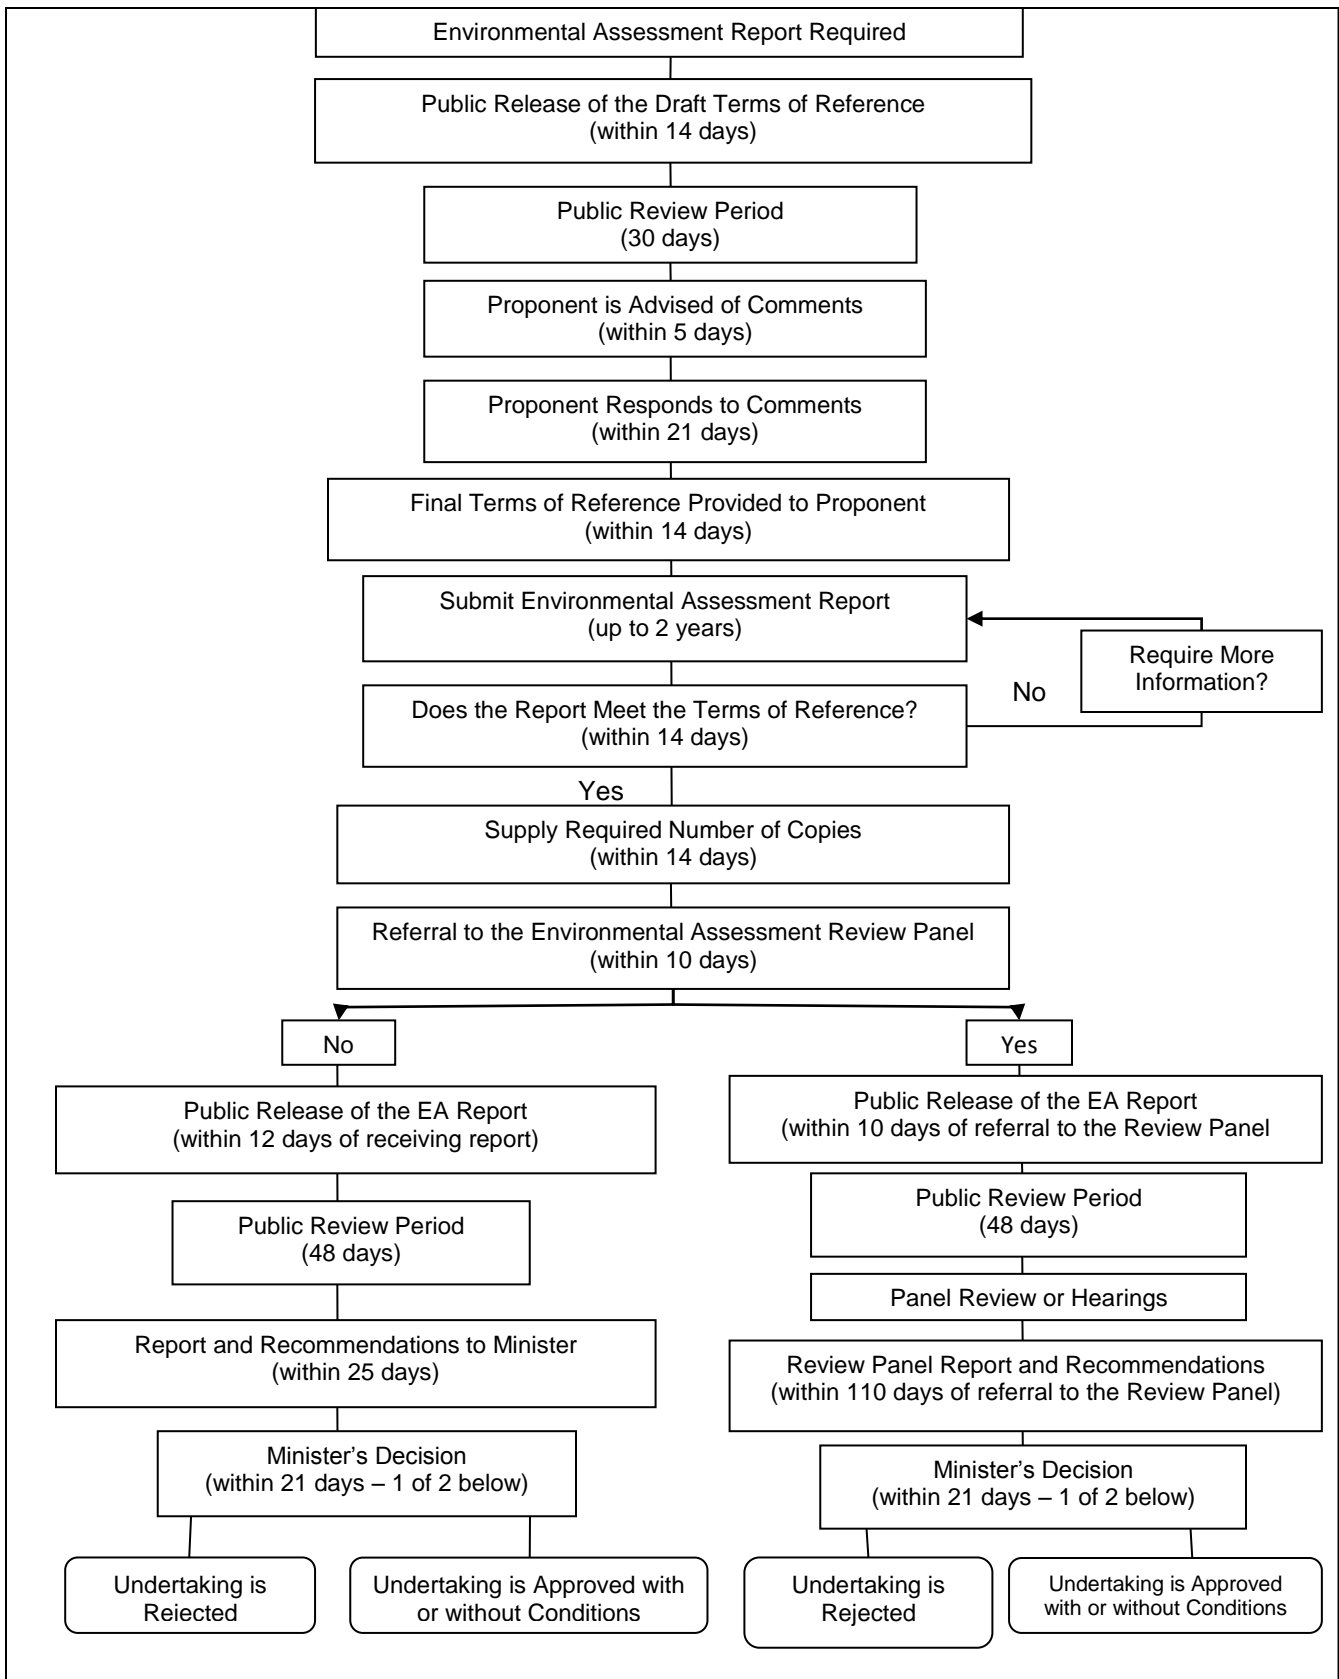 Environmental Assessment Report Required
Public Release of the Draft Terms of Reference
(within 14 days)
Public Review Period
(30 days)
Proponent is Advised of Comments
(within 5 days)
Proponent Responds to Comments
(within 21 days)
Final Terms of Reference Provided to Proponent
(within 14 days)
Submit Environmental Assessment Report
(up to 2 years)
Require More
Information?
No
Does the Report Meet the Terms of Reference?
(within 14 days)
Yes
Supply Required Number of Copies
(within 14 days)
Referral to the Environmental Assessment Review Panel
(within 10 days)
No
Public Release of the EA Report
(within 12 days of receiving report)
Public Review Period
(48 days)
Report and Recommendations to Minister
(within 25 days)
Minister’s Decision
(within 21 days – 1 of 2 below)
Undertaking is
Rejected
Undertaking is Approved with
or without Conditions
Yes
Public Release of the EA Report
(within 10 days of referral to the Review Panel
Public Review Period
(48 days)
Panel Review or Hearings
Review Panel Report and Recommendations
(within 110 days of referral to the Review Panel)
Minister’s Decision
(within 21 days – 1 of 2 below)
Undertaking is
Rejected
Undertaking is Approved
with or without Conditions